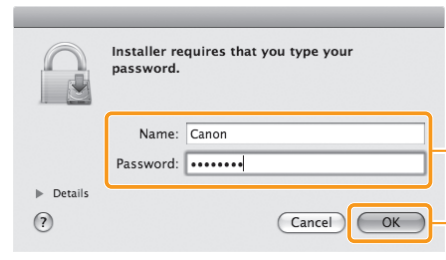 Installer requires that you type your
password.
Name: Canon
Password: ••••••••
Details
?
Cancel OK